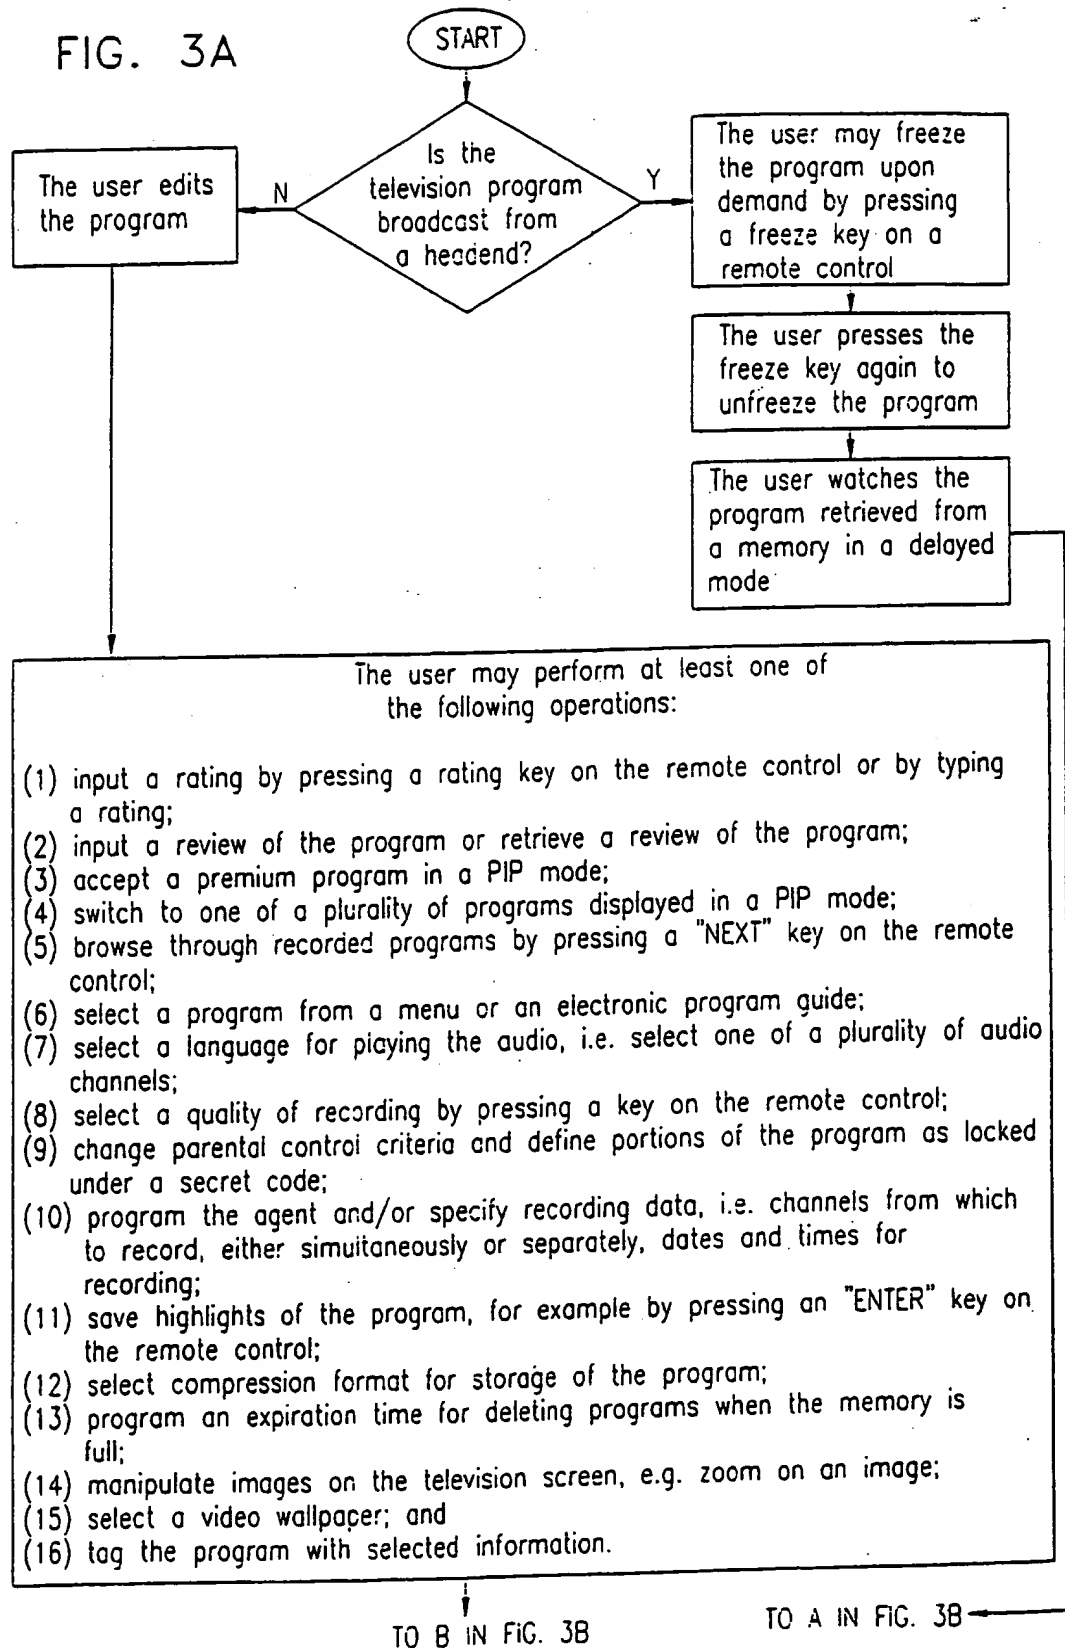 FIG. 3A
START
Is the
television program
broadcast from
a headend?
N
Y
The user edits
the program
The user may freeze
the program upon
demand by pressing
a freeze key on a
remote control
The user presses the
freeze key again to
unfreeze the program
The user watches the
program retrieved from
a memory in a delayed
mode
The user may perform at least one of
the following operations:
(1) input a rating by pressing a rating key on the remote control or by typing
a rating;
(2) input a review of the program or retrieve a review of the program;
(3) accept a premium program in a PIP mode;
(4) switch to one of a plurality of programs displayed in a PIP mode;
(5) browse through recorded programs by pressing a "NEXT" key on the remote
control;
(6) select a program from a menu or an electronic program guide;
(7) select a language for playing the audio, i.e. select one of a plurality of audio
channels;
(8) select a quality of recording by pressing a key on the remote control;
(9) change parental control criteria and define portions of the program as locked
under a secret code;
(10) program the agent and/or specify recording data, i.e. channels from which
to record, either simultaneously or separately, dates and times for
recording;
(11) save highlights of the program, for example by pressing an "ENTER" key on
the remote control;
(12) select compression format for storage of the program;
(13) program an expiration time for deleting programs when the memory is
full;
(14) manipulate images on the television screen, e.g. zoom on an image;
(15) select a video wallpaper; and
(16) tag the program with selected information.
TO B IN FIG. 3B
TO A IN FIG. 3B